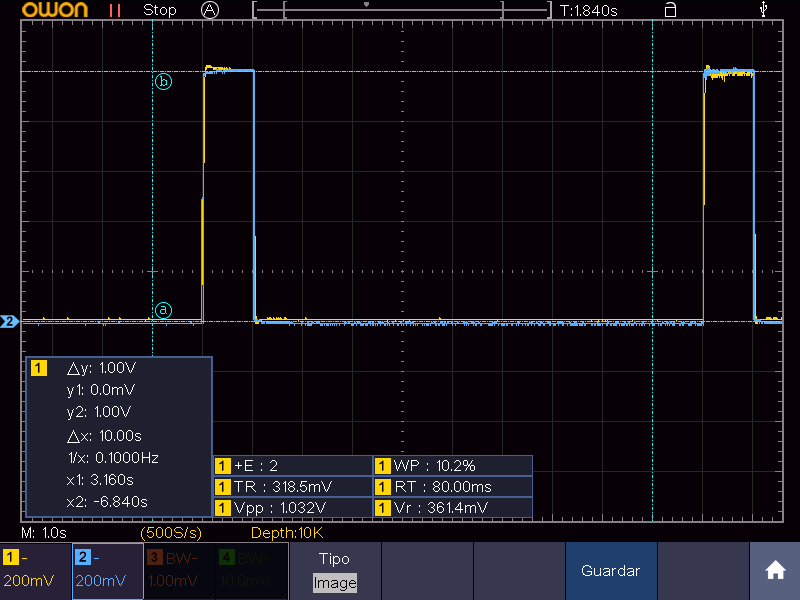 OWON Stop A T:1.840s
b
a
2
1 △y: 1.00V
y1: 0.0mV
y2: 1.00V
△x: 10.00s
1/x: 0.1000Hz
x1: 3.160s
x2: -6.840s
1 +E : 2 1 WP : 10.2%
1 TR : 318.5mV 1 RT : 80.00ms
1 Vpp : 1.032V 1 Vr : 361.4mV
M: 1.0s (500S/s) Depth:10K
1 - 2 - 3 BW- 4 BW- Tipo
200mV 200mV 1.00mV 10.0mV Image Guardar